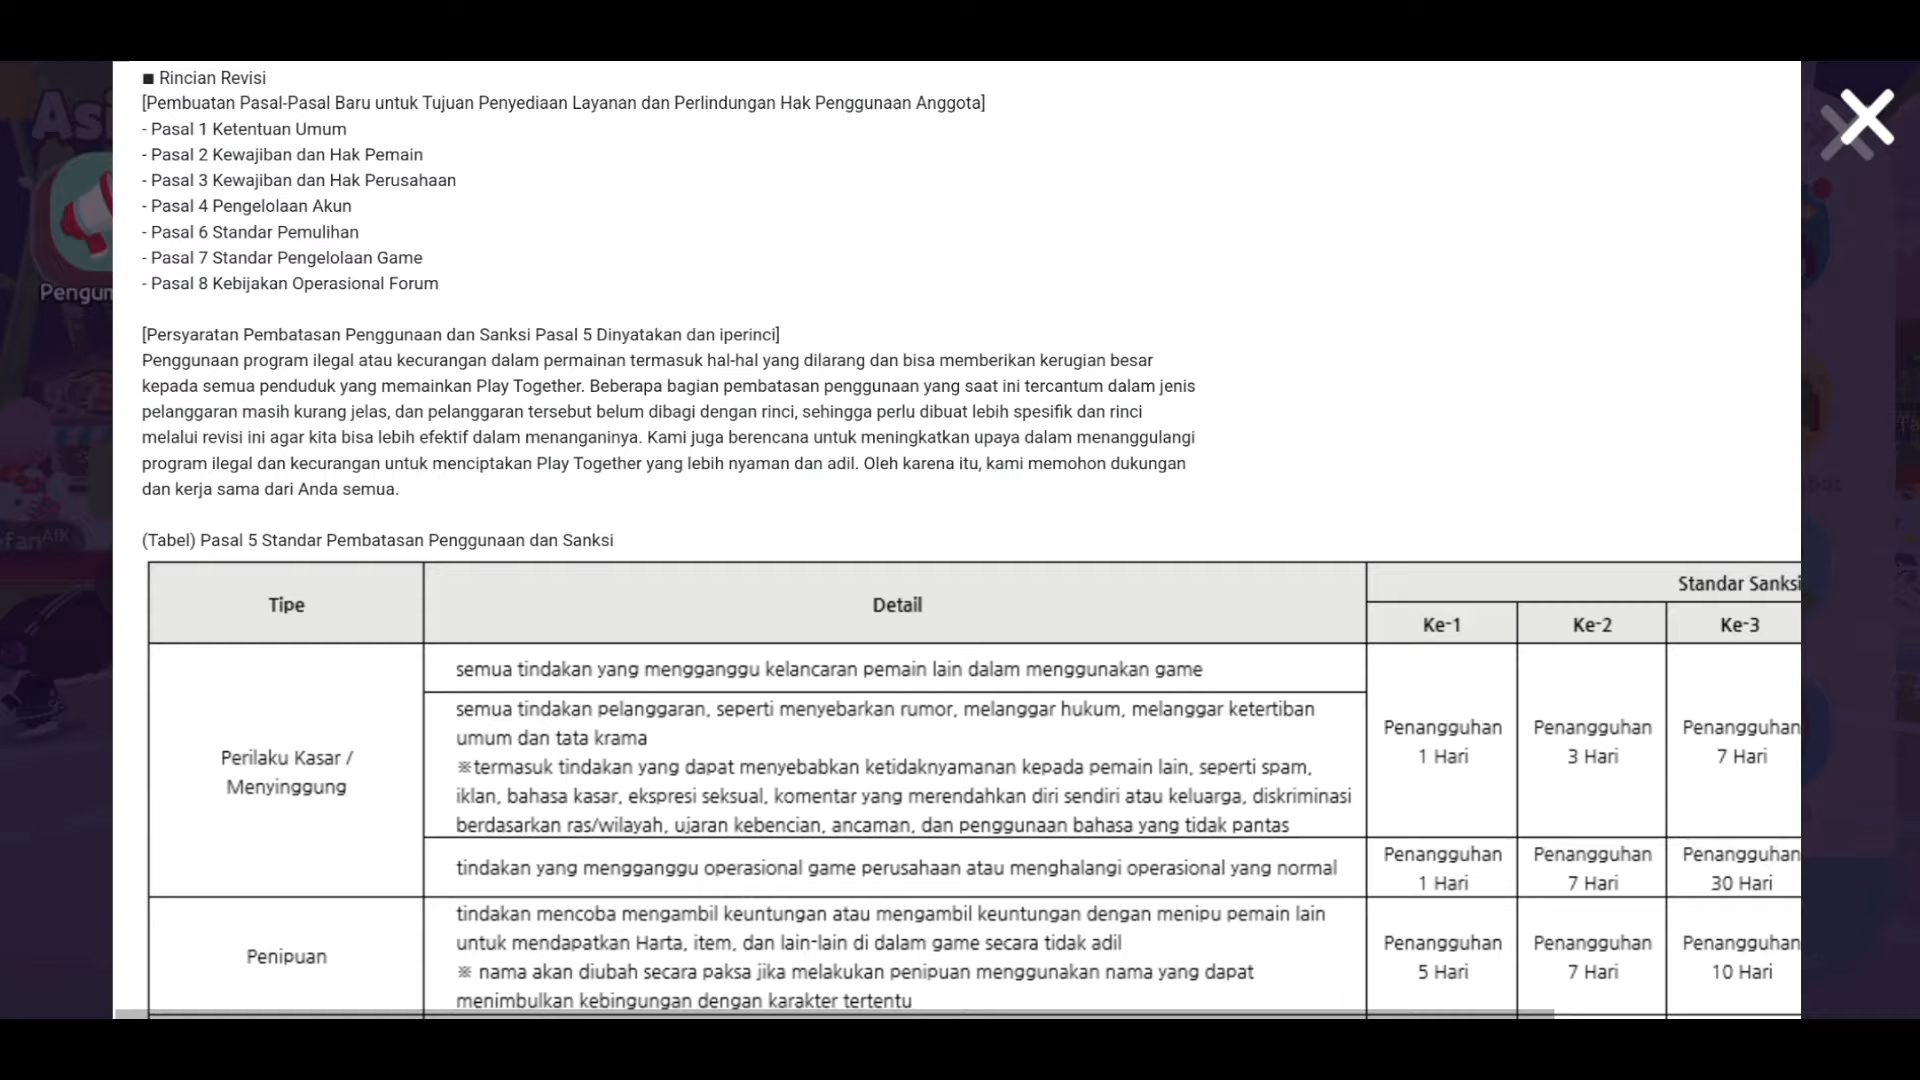 ■ Rincian Revisi
[Pembuatan Pasal-Pasal Baru untuk Tujuan Penyediaan Layanan dan Perlindungan Hak Penggunaan Anggota]
- Pasal 1 Ketentuan Umum
- Pasal 2 Kewajiban dan Hak Pemain
- Pasal 3 Kewajiban dan Hak Perusahaan
- Pasal 4 Pengelolaan Akun
- Pasal 6 Standar Pemulihan
- Pasal 7 Standar Pengelolaan Game
- Pasal 8 Kebijakan Operasional Forum
[Persyaratan Pembatasan Penggunaan dan Sanksi Pasal 5 Dinyatakan dan iperinci]
Penggunaan program ilegal atau kecurangan dalam permainan termasuk hal-hal yang dilarang dan bisa memberikan kerugian besar
kepada semua penduduk yang memainkan Play Together. Beberapa bagian pembatasan penggunaan yang saat ini tercantum dalam jenis
pelanggaran masih kurang jelas, dan pelanggaran tersebut belum dibagi dengan rinci, sehingga perlu dibuat lebih spesifik dan rinci
melalui revisi ini agar kita bisa lebih efektif dalam menanganinya. Kami juga berencana untuk meningkatkan upaya dalam menanggulangi
program ilegal dan kecurangan untuk menciptakan Play Together yang lebih nyaman dan adil. Oleh karena itu, kami memohon dukungan
dan kerja sama dari Anda semua.
(Tabel) Pasal 5 Standar Pembatasan Penggunaan dan Sanksi
Tipe
Detail
Standar Sanksi
Ke-1
Ke-2
Ke-3
Perilaku Kasar /
Menyinggung
semua tindakan yang mengganggu kelancaran pemain lain dalam menggunakan game
semua tindakan pelanggaran, seperti menyebarkan rumor, melanggar hukum, melanggar ketertiban
umum dan tata krama
※termasuk tindakan yang dapat menyebabkan ketidaknyamanan kepada pemain lain, seperti spam,
iklan, bahasa kasar, ekspresi seksual, komentar yang merendahkan diri sendiri atau keluarga, diskriminasi
berdasarkan ras/wilayah, ujaran kebencian, ancaman, dan penggunaan bahasa yang tidak pantas
Penangguhan
1 Hari
Penangguhan
3 Hari
Penangguhan
7 Hari
tindakan yang mengganggu operasional game perusahaan atau menghalangi operasional yang normal
Penangguhan
1 Hari
Penangguhan
7 Hari
Penangguhan
30 Hari
Penipuan
tindakan mencoba mengambil keuntungan atau mengambil keuntungan dengan menipu pemain lain
untuk mendapatkan Harta, item, dan lain-lain di dalam game secara tidak adil
※ nama akan diubah secara paksa jika melakukan penipuan menggunakan nama yang dapat
menimbulkan kebingungan dengan karakter tertentu
Penangguhan
5 Hari
Penangguhan
7 Hari
Penangguhan
10 Hari
Asi
Pengum